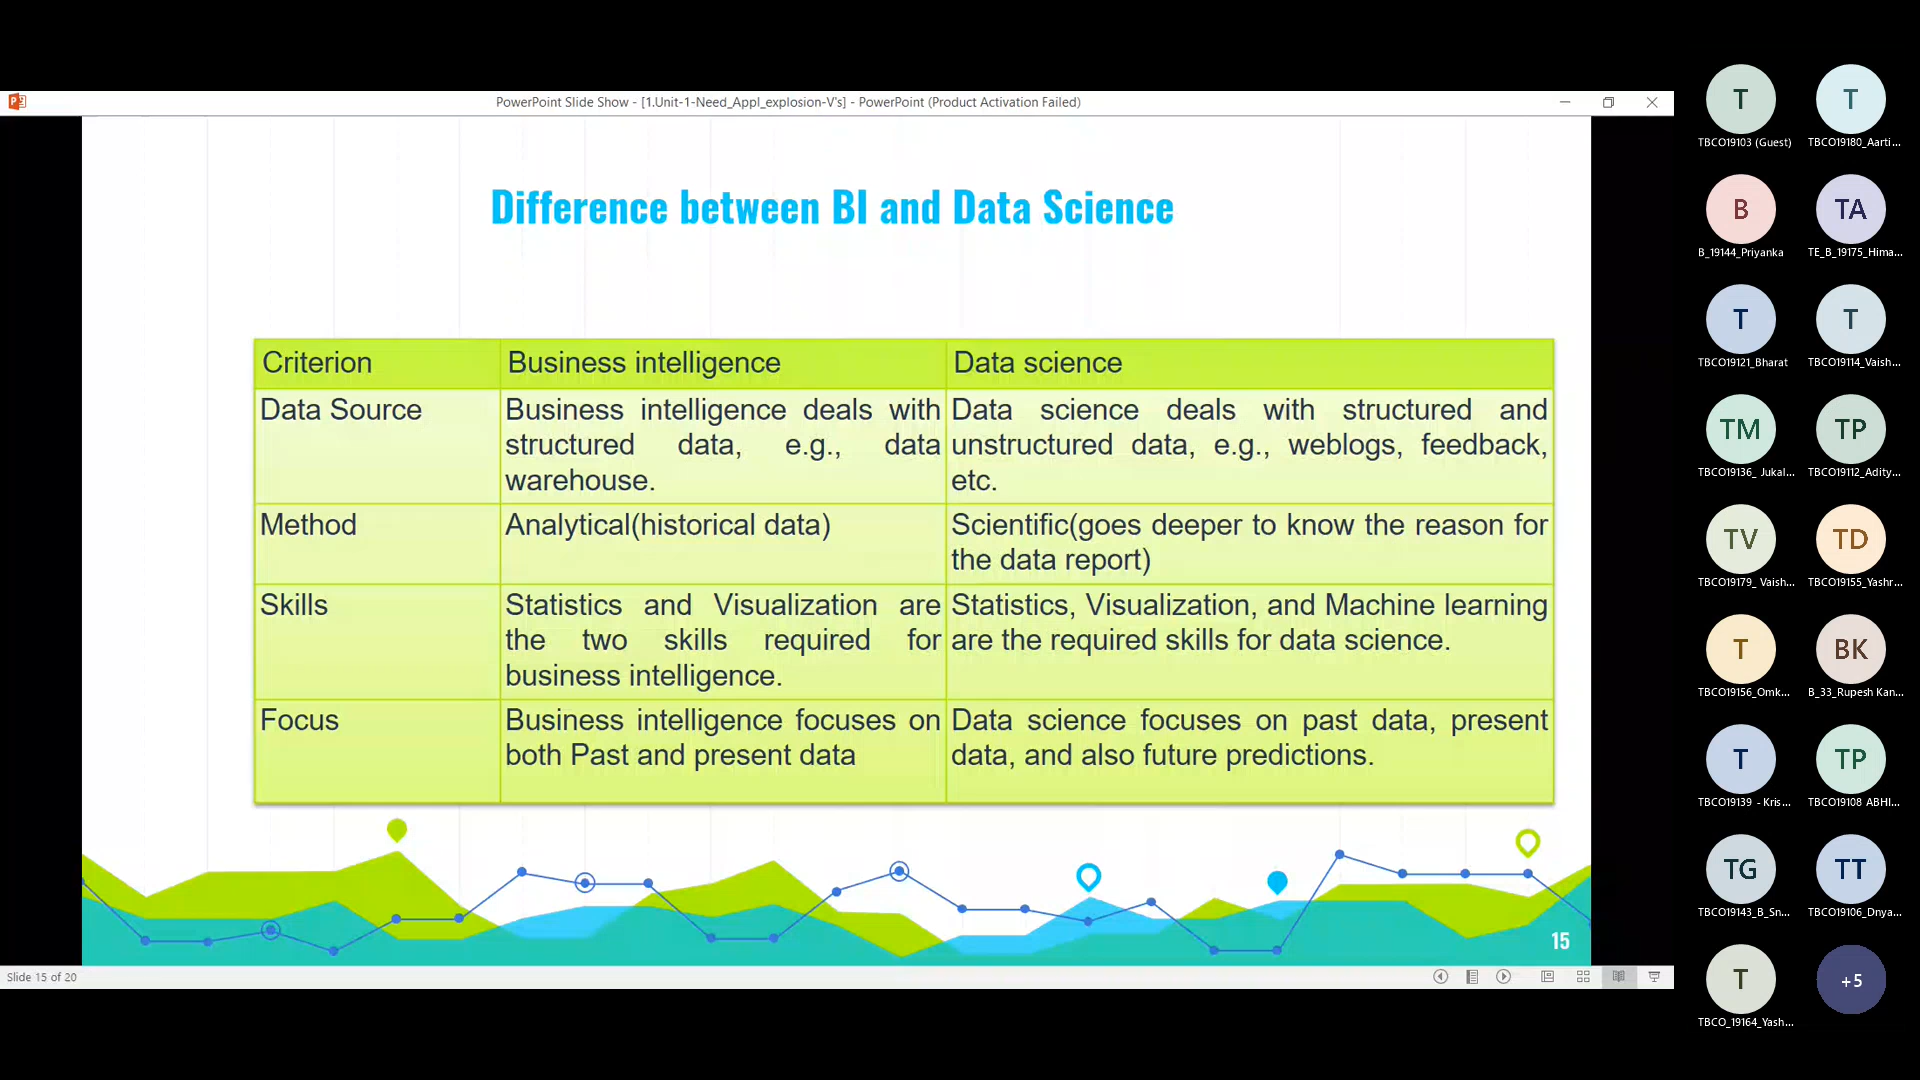 PowerPoint Slide Show - [1.Unit-1-Need_Appl_explosion-V's] - PowerPoint (Product Activation Failed)
Difference between BI and Data Science
Criterion
Business intelligence
Data science
Data Source
Business intelligence deals with
structured data, e.g., data
warehouse.
Data science deals with structured and
unstructured data, e.g., weblogs, feedback,
etc.
Method
Analytical(historical data)
Scientific(goes deeper to know the reason for
the data report)
Skills
Statistics and Visualization are
the two skills required for
business intelligence.
Statistics, Visualization, and Machine learning
are the required skills for data science.
Focus
Business intelligence focuses on
both Past and present data
Data science focuses on past data, present
data, and also future predictions.
15
Slide 15 of 20
T
TBCO19103 (Guest)
T
TBCO19180_Aarti...
B
B_19144_Priyanka
TA
TE_B_19175_Hima...
T
TBCO19121_Bharat
T
TBCO19114_Vaish...
TM
TBCO19136_ Jukal...
TP
TBCO19112_Adity...
TV
TBCO19179_ Vaish...
TD
TBCO19155_Yashr...
T
TBCO19156_Omk...
BK
B_33_Rupesh Kan...
T
TBCO19139 - Kris...
TP
TBCO19108 ABHI...
TG
TBCO19143_B_Sn...
TT
TBCO19106_Dnya...
T
TBCO_19164_Yash...
+5